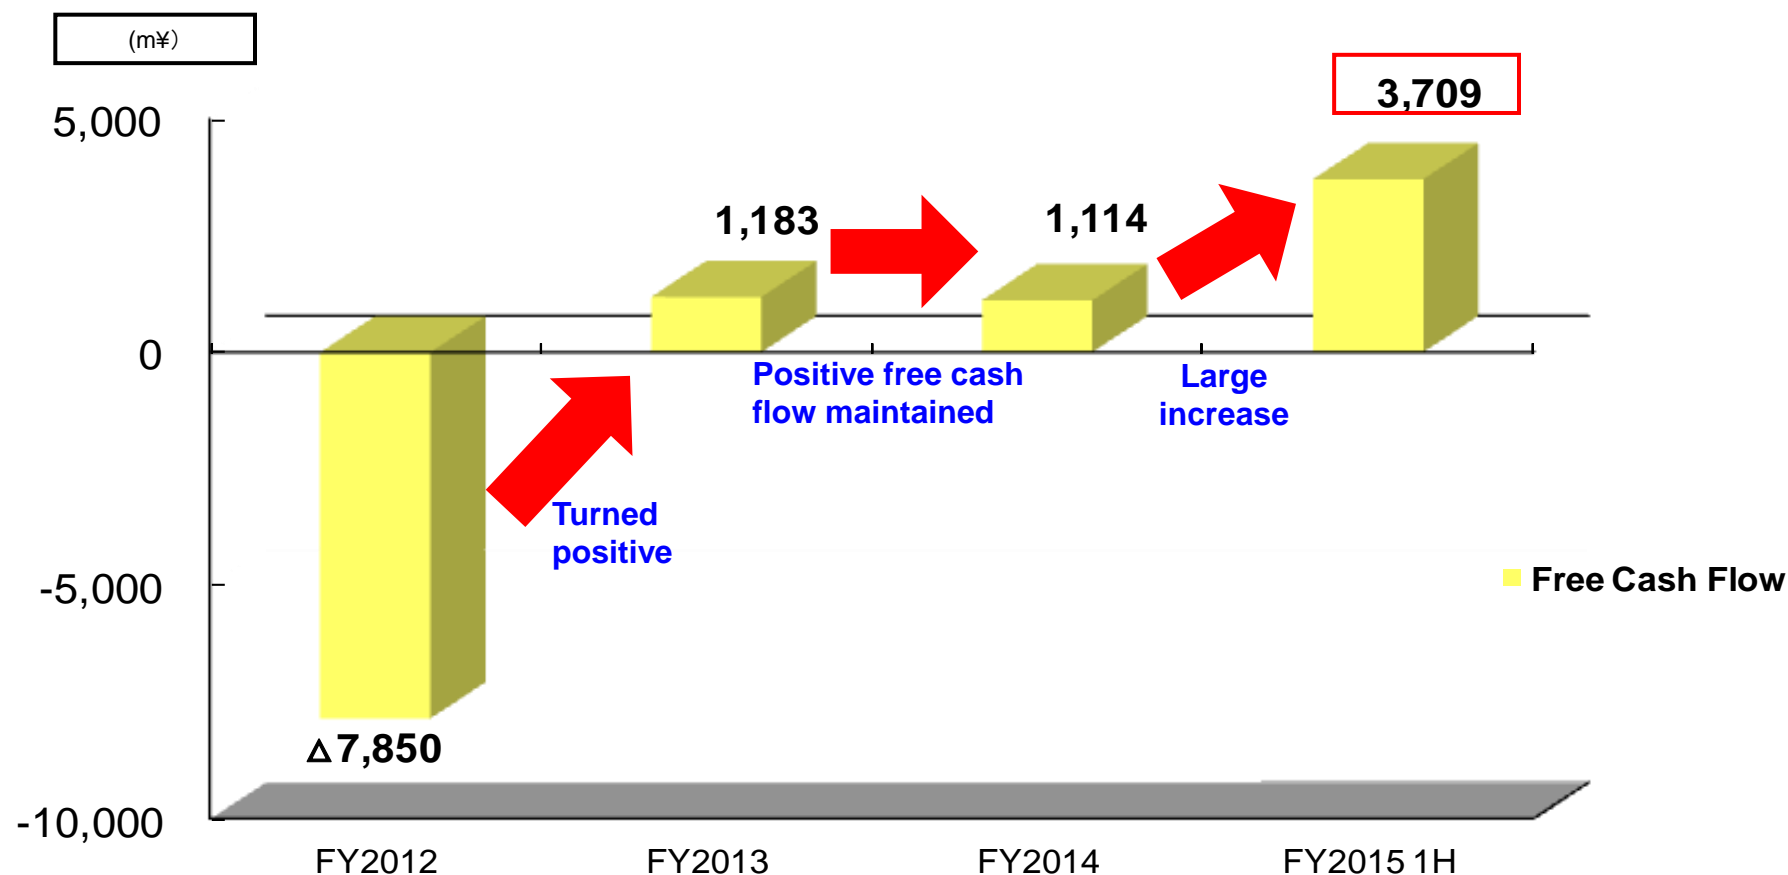 (m¥)
3,709
5,000
1,183
1,114
0
Positive free cash
flow maintained
Large
increase
Turned
positive
-5,000
Free Cash Flow
△7,850
-10,000
FY2012
FY2013
FY2014
FY2015 1H